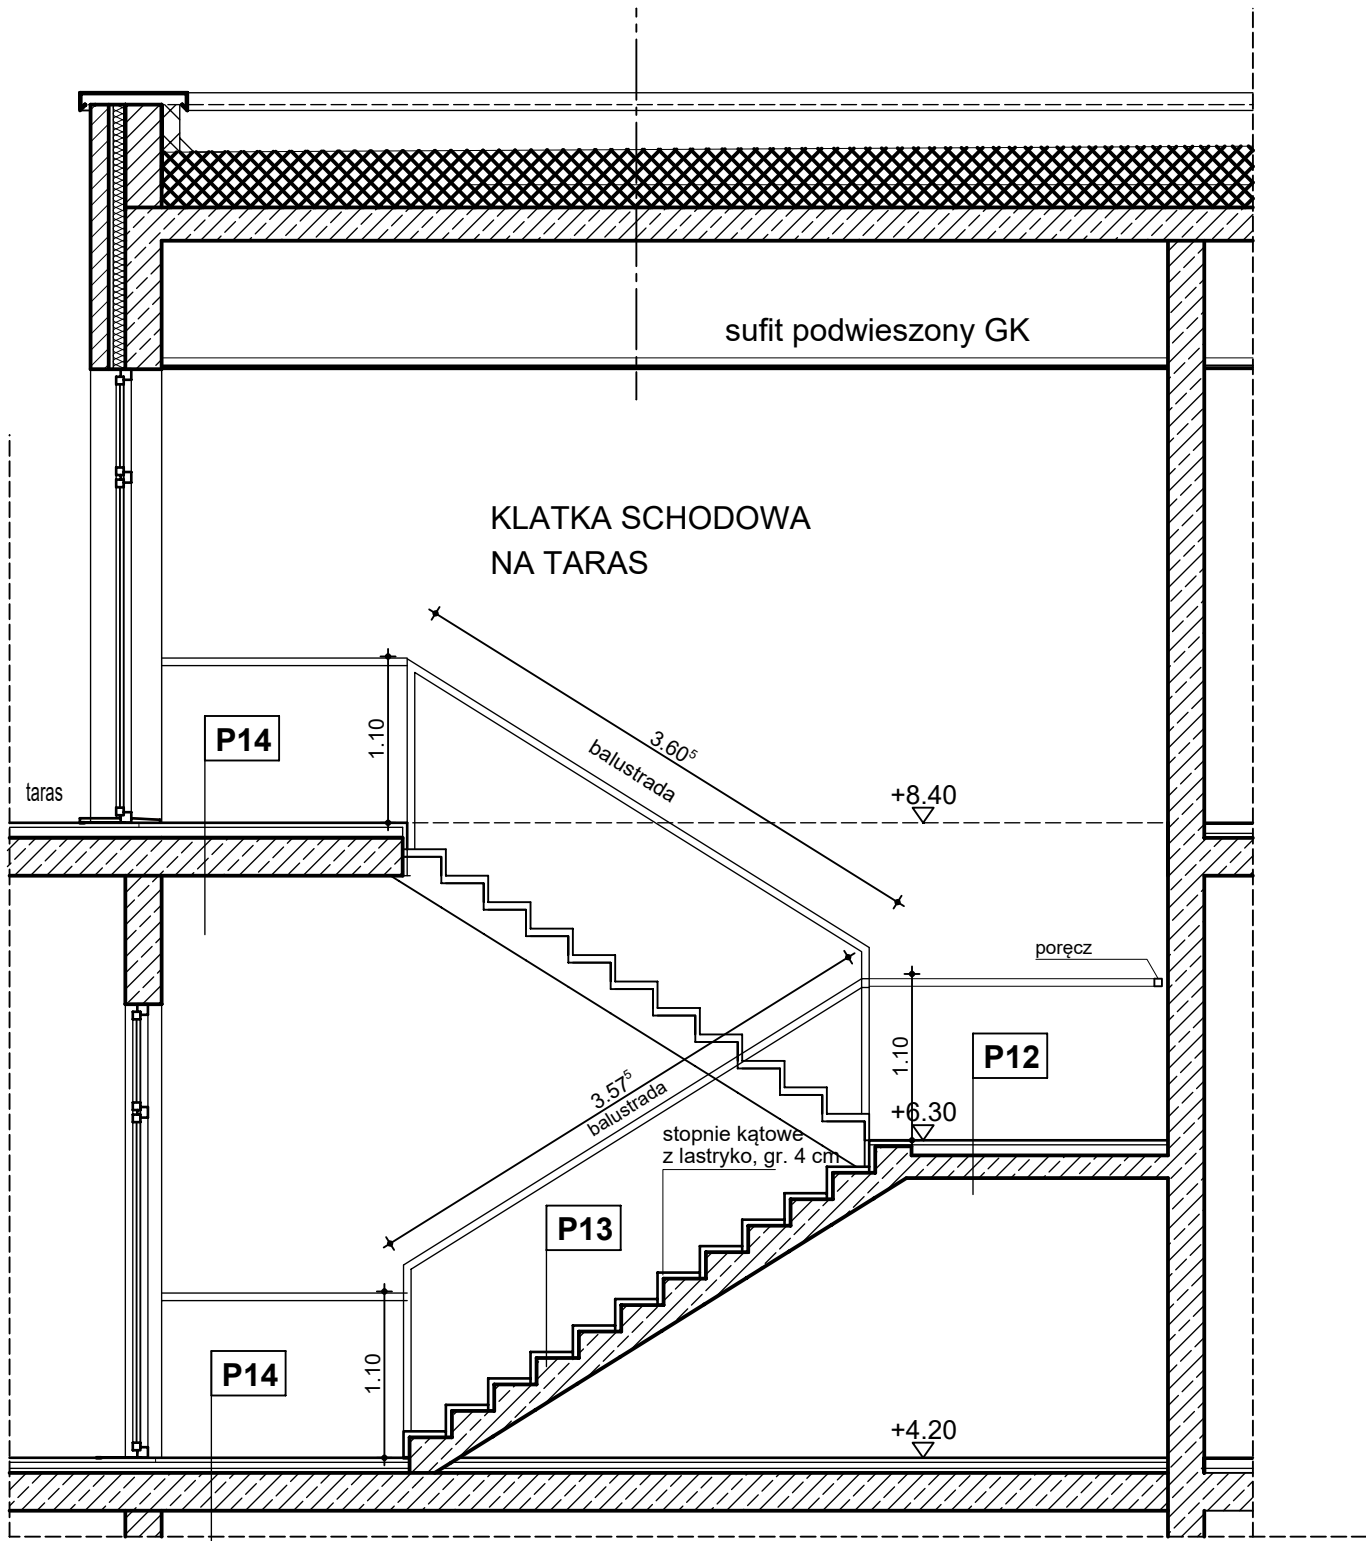 sufit podwieszony GK
KLATKA SCHODOWA
NA TARAS
3.60⁵
balustrada
P14
1.10
taras
+8.40
poręcz
P12
1.10
3.57⁵
balustrada
+6.30
stopnie kątowe
z lastryko, gr. 4 cm
P13
P14
1.10
+4.20